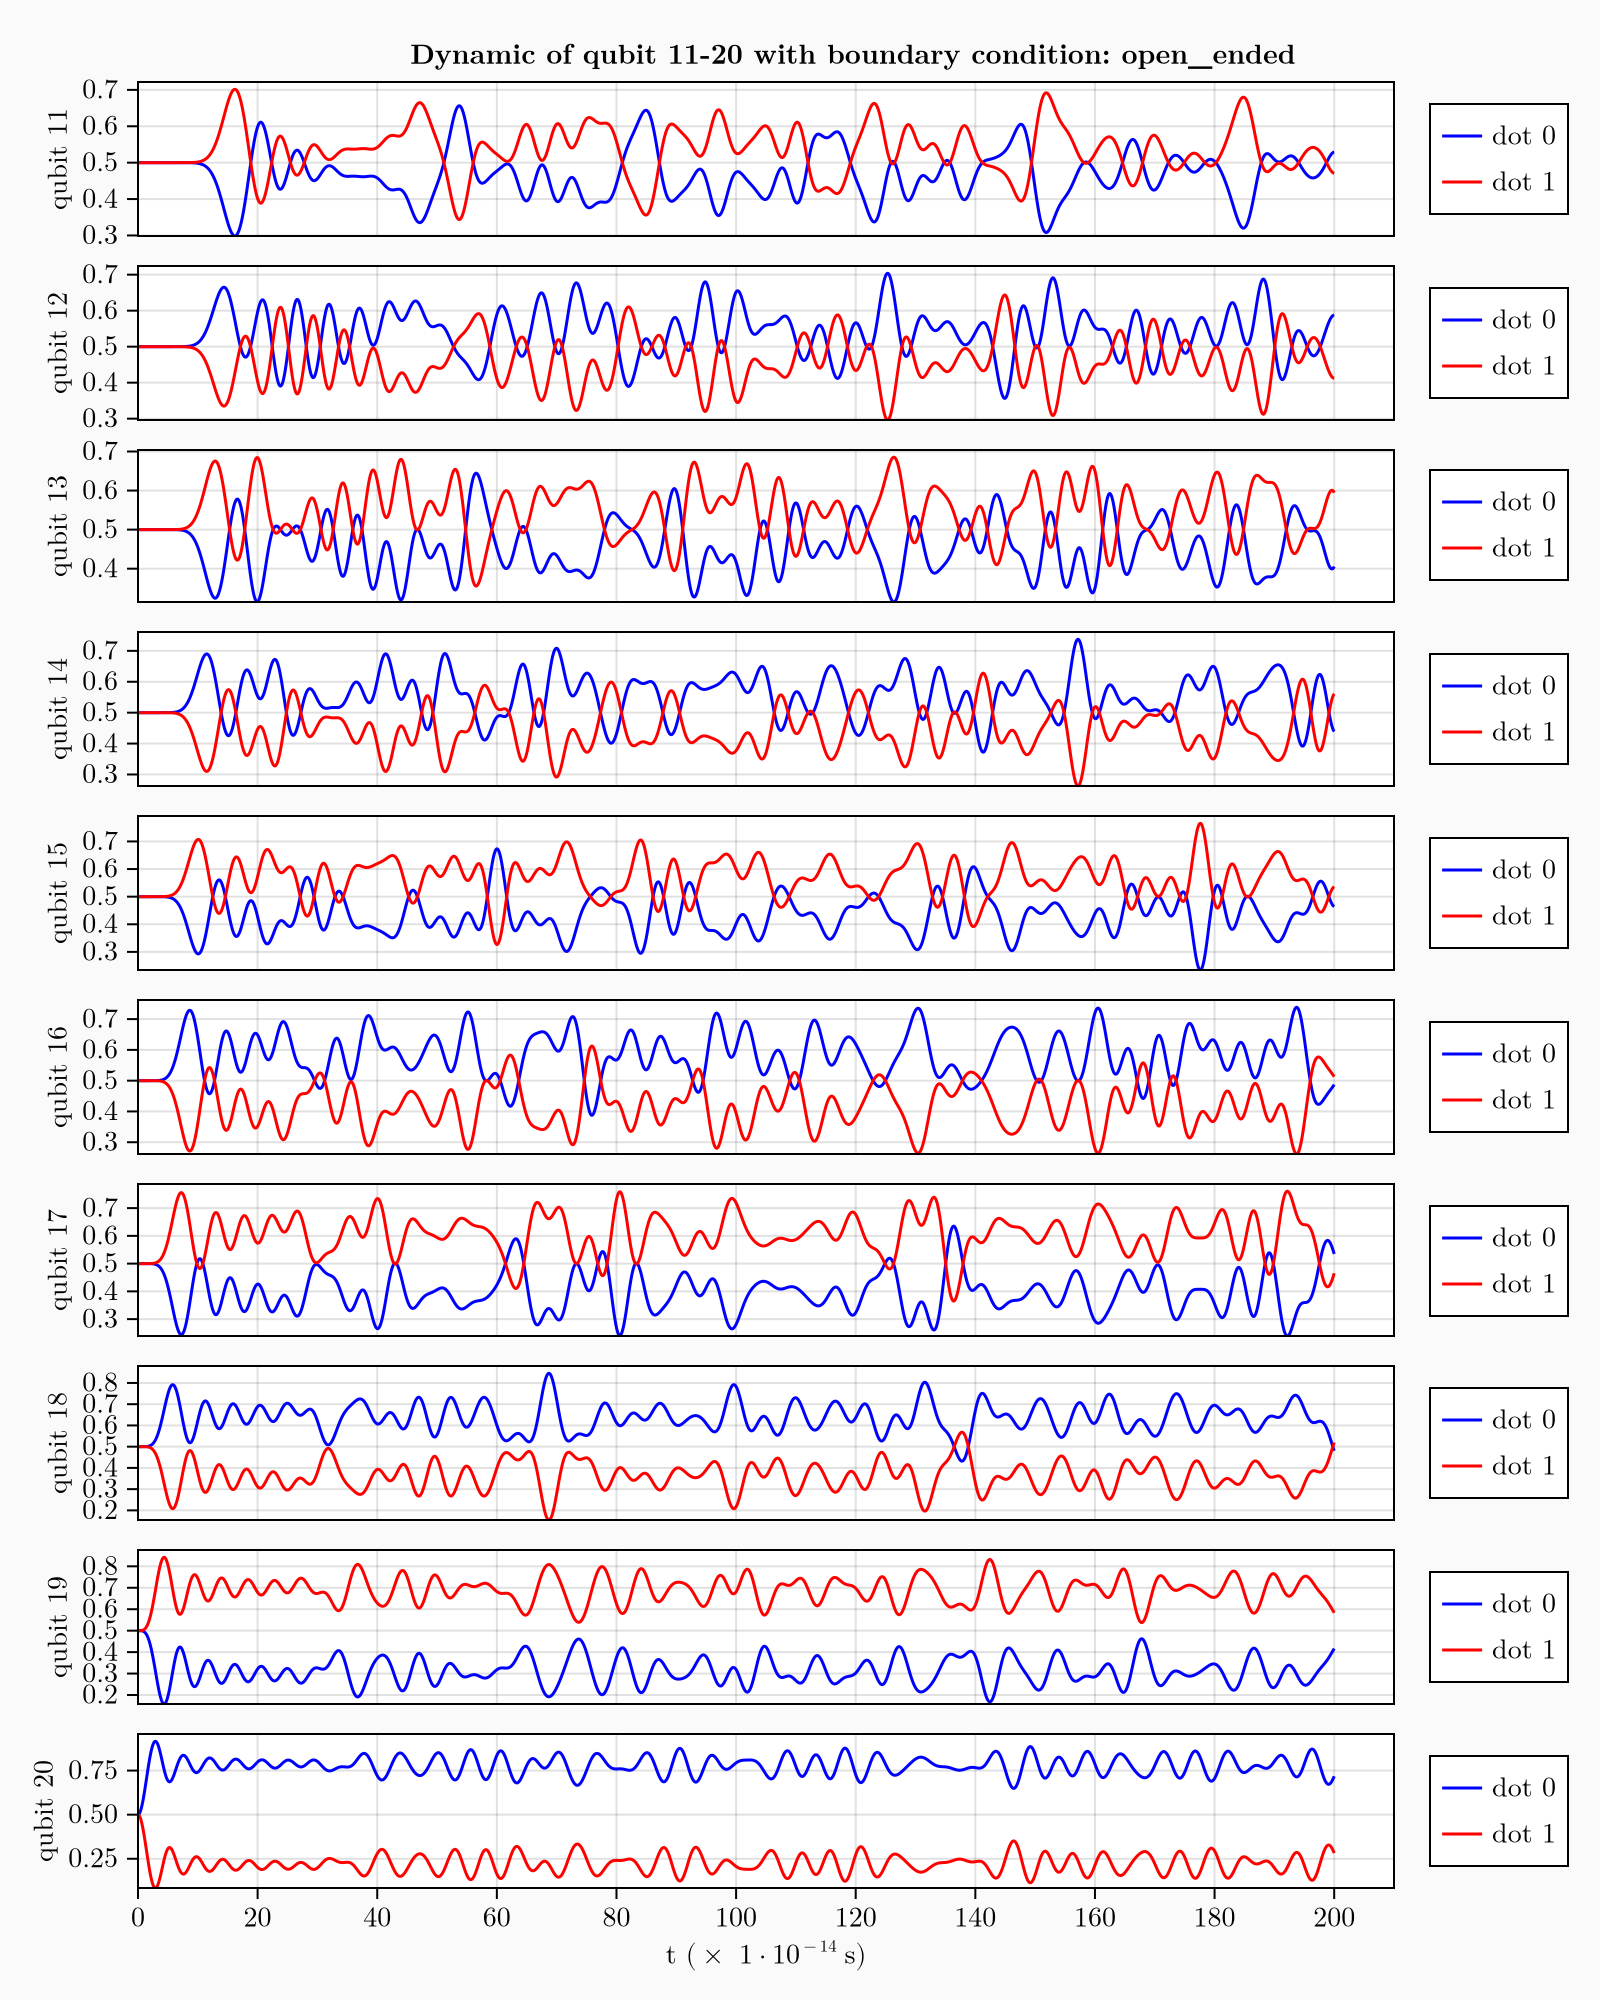 Dynamic of qubit 11-20 with boundary condition: open_ended
qubit 11
0.7
0.6
0.5
0.4
0.3
dot 0
dot 1
qubit 12
0.7
0.6
0.5
0.4
0.3
dot 0
dot 1
qubit 13
0.7
0.6
0.5
0.4
dot 0
dot 1
qubit 14
0.7
0.6
0.5
0.4
0.3
dot 0
dot 1
qubit 15
0.7
0.6
0.5
0.4
0.3
dot 0
dot 1
qubit 16
0.7
0.6
0.5
0.4
0.3
dot 0
dot 1
qubit 17
0.7
0.6
0.5
0.4
0.3
dot 0
dot 1
qubit 18
0.8
0.7
0.6
0.5
0.4
0.3
0.2
dot 0
dot 1
qubit 19
0.8
0.7
0.6
0.5
0.4
0.3
0.2
dot 0
dot 1
qubit 20
0.75
0.50
0.25
dot 0
dot 1
0 20 40 60 80 100 120 140 160 180 200
t ( × 1 · 10⁻¹⁴ s)